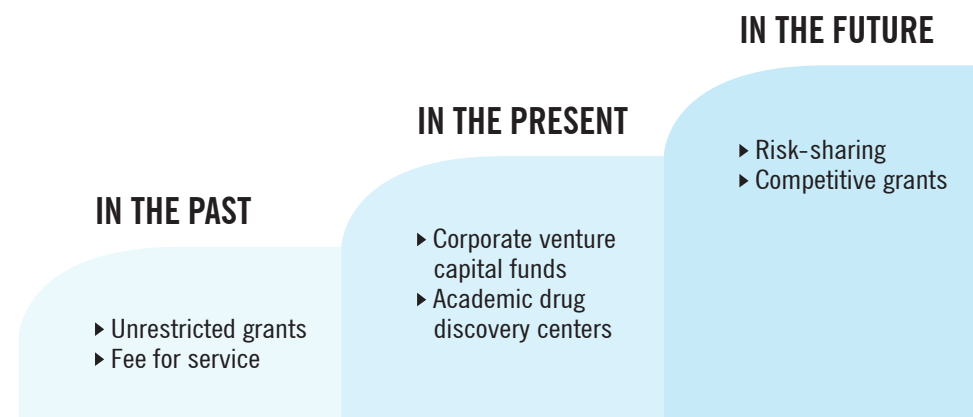 IN THE PAST
▸ Unrestricted grants
▸ Fee for service
IN THE PRESENT
▸ Corporate venture
capital funds
▸ Academic drug
discovery centers
IN THE FUTURE
▸ Risk-sharing
▸ Competitive grants